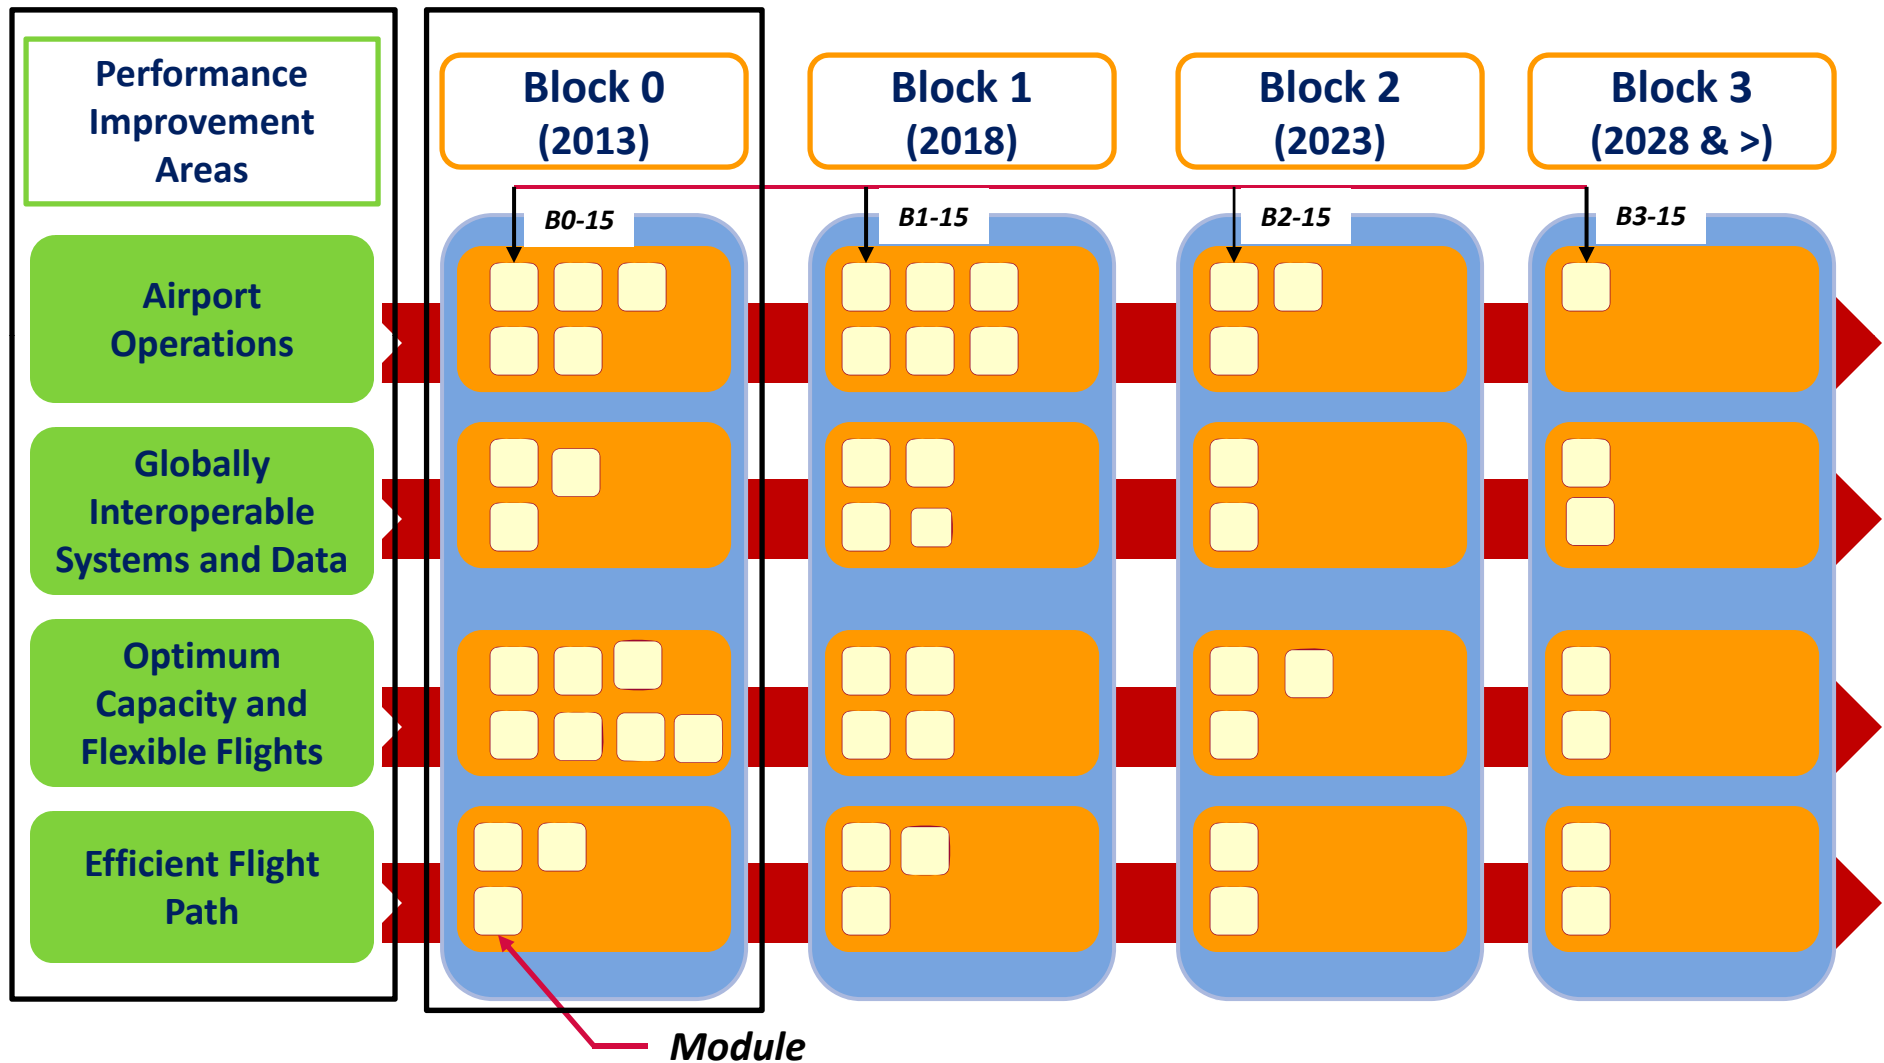 Performance
Improvement
Areas
Block 0
(2013)
Block 1
(2018)
Block 2
(2023)
Block 3
(2028 & >)
B0-15
B1-15
B2-15
B3-15
Airport
Operations
Globally
Interoperable
Systems and Data
Optimum
Capacity and
Flexible Flights
Efficient Flight
Path
Module